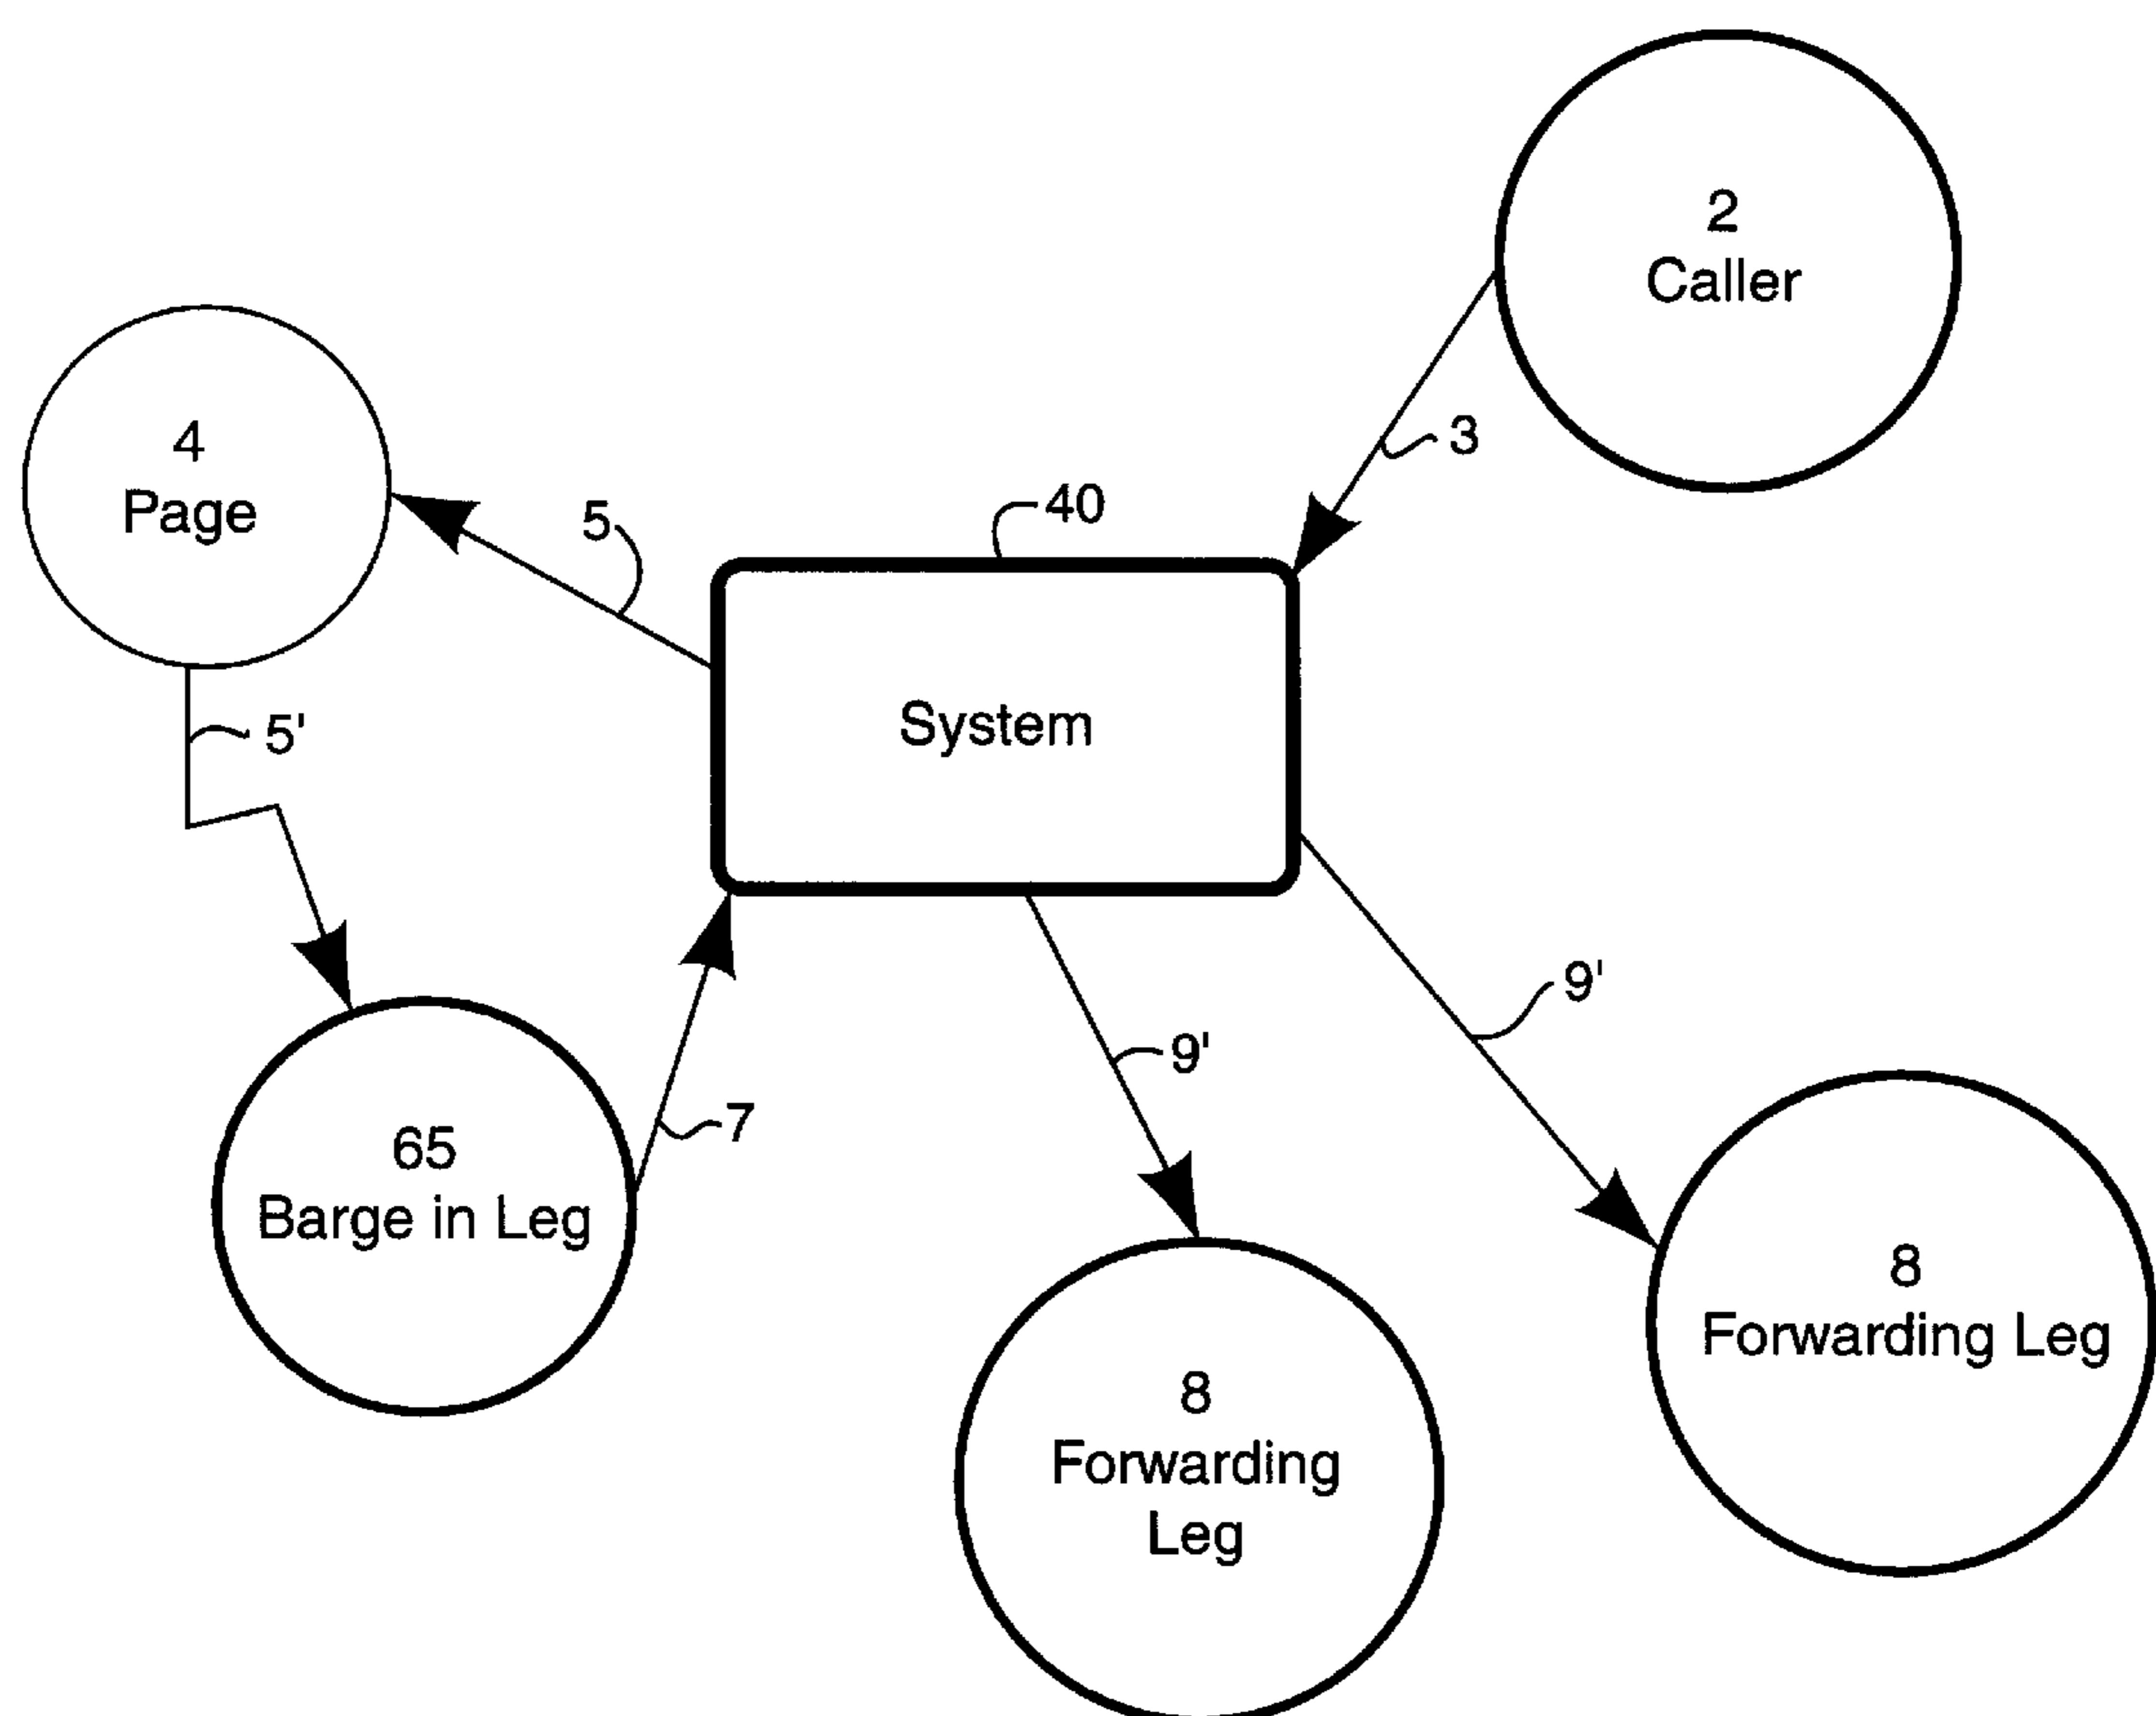 2
Caller
3
4
Page
5
40
System
5'
9'
9'
7
65
Barge in Leg
8
Forwarding Leg
8
Forwarding
Leg